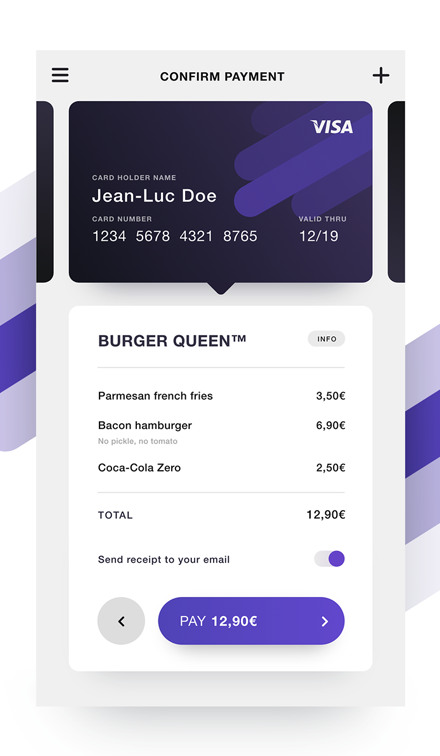 CONFIRM PAYMENT
VISA
CARD HOLDER NAME
Jean-Luc Doe
CARD NUMBER
VALID THRU
1234 5678 4321 8765
12/19
BURGER QUEEN™
INFO
Parmesan french fries
3,50€
Bacon hamburger
6,90€
No pickle, no tomato
Coca-Cola Zero
2,50€
TOTAL
12,90€
Send receipt to your email
PAY 12,90€